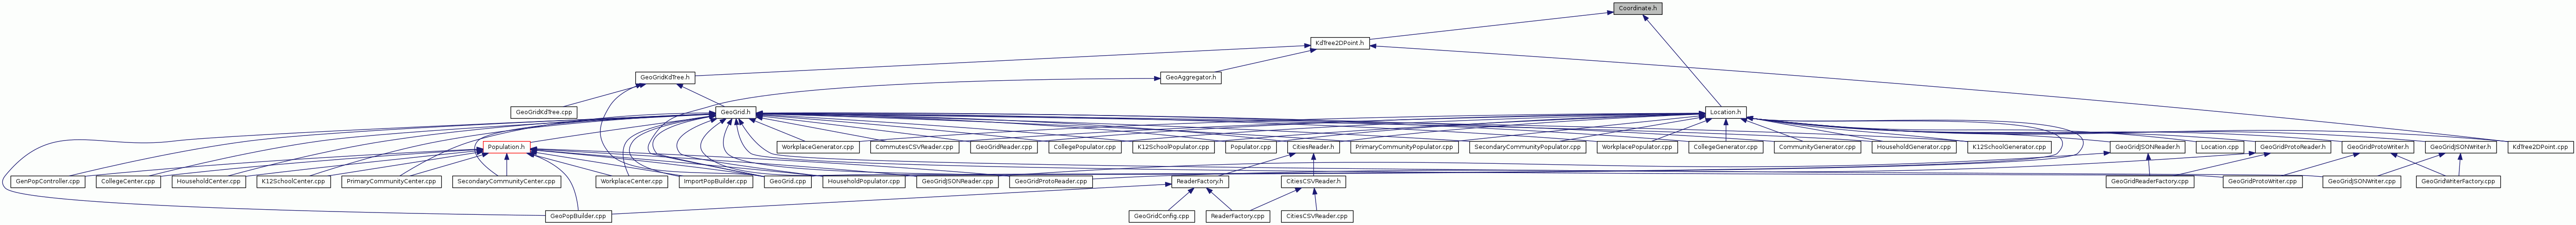 Coordinate.h
KdTree2DPoint.h
GeoGridKdTree.h
GeoAggregator.h
GeoGridKdTree.cpp
GeoGrid.h
Location.h
Population.h
WorkplaceGenerator.cpp
CommutesCSVReader.cpp
GeoGridReader.cpp
CollegePopulator.cpp
K12SchoolPopulator.cpp
Populator.cpp
CitiesReader.h
PrimaryCommunityPopulator.cpp
SecondaryCommunityPopulator.cpp
WorkplacePopulator.cpp
CollegeGenerator.cpp
CommunityGenerator.cpp
HouseholdGenerator.cpp
K12SchoolGenerator.cpp
GeoGridJSONReader.h
Location.cpp
GeoGridProtoReader.h
GeoGridProtoWriter.h
GeoGridJSONWriter.h
KdTree2DPoint.cpp
GenPopController.cpp
CollegeCenter.cpp
HouseholdCenter.cpp
K12SchoolCenter.cpp
PrimaryCommunityCenter.cpp
SecondaryCommunityCenter.cpp
WorkplaceCenter.cpp
ImportPopBuilder.cpp
GeoGrid.cpp
HouseholdPopulator.cpp
GeoGridJSONReader.cpp
GeoGridProtoReader.cpp
ReaderFactory.h
CitiesCSVReader.h
GeoGridReaderFactory.cpp
GeoGridProtoWriter.cpp
GeoGridJSONWriter.cpp
GeoGridWriterFactory.cpp
GeoPopBuilder.cpp
GeoGridConfig.cpp
ReaderFactory.cpp
CitiesCSVReader.cpp